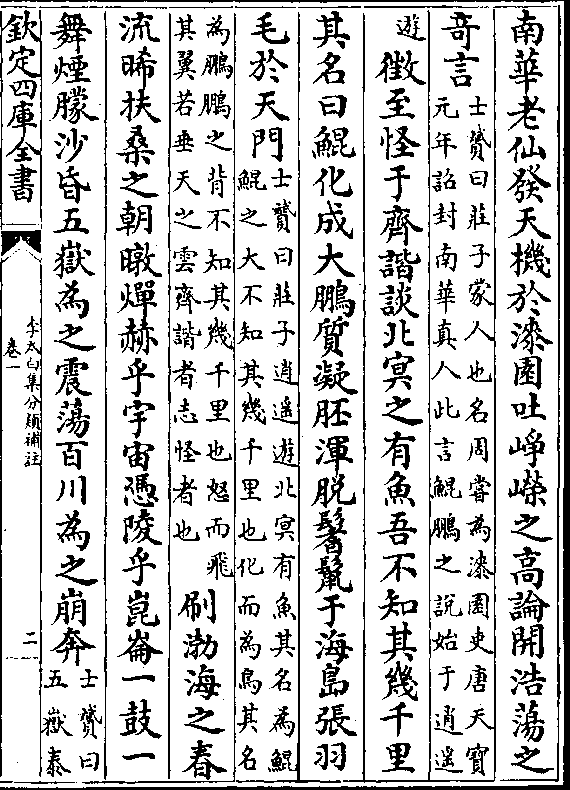 南華老仙發天機於漆園吐崢嶸之高論開浩蕩之
奇言
士贇曰莊子蒙人也名周嘗為漆園吏唐天寶
元年詔封南華真人此言鯤鵬之說始于逍遥
遊
徴至怪于齊諧談北冥之有魚吾不知其幾千里
其名曰鯤化成大鵬質凝胚渾脱鬐鬛于海島張羽
毛於天門
士贇曰莊子逍遥遊北冥有魚其名為鯤
鯤之大不知其幾千里也化而為鳥其名
為鵬鵬之背不知其幾千里也怒而飛
其翼若垂天之雲齊諧者志怪者也
刷渤海之春
流晞扶桑之朝暾燀赫乎宇宙憑陵乎崑崙一鼓一
舞煙朦沙昏五嶽為之震蕩百川為之崩奔
士贇曰
五嶽泰
欽定四庫全書
李太白集分類補註
卷一
二